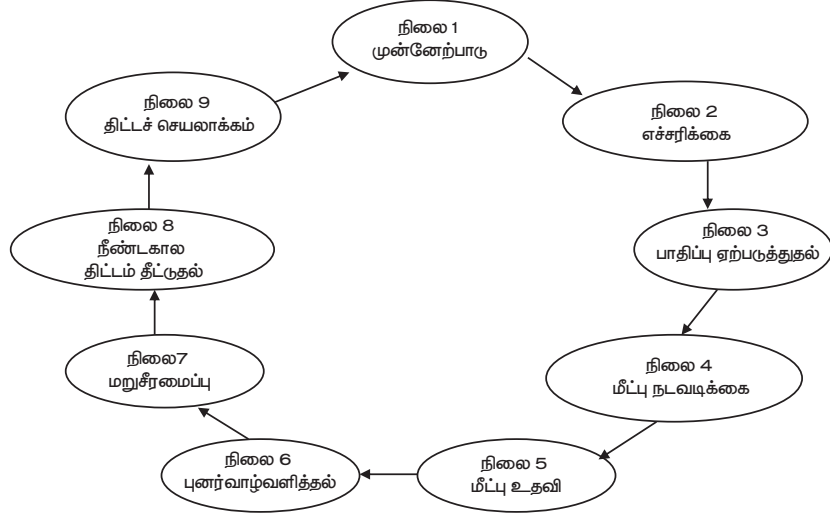 நிலை 1
முன்னேற்பாடு
நிலை 2
எச்சரிக்கை
நிலை 3
பாதிப்பு ஏற்படுத்துதல்
நிலை 4
மீட்பு நடவடிக்கை
நிலை 5
மீட்பு உதவி
நிலை 6
புனர்வாழ்வளித்தல்
நிலை7
மறுசீரமைப்பு
நிலை 8
நீண்டகால
திட்டம் தீட்டுதல்
நிலை 9
திட்டச் செயலாக்கம்